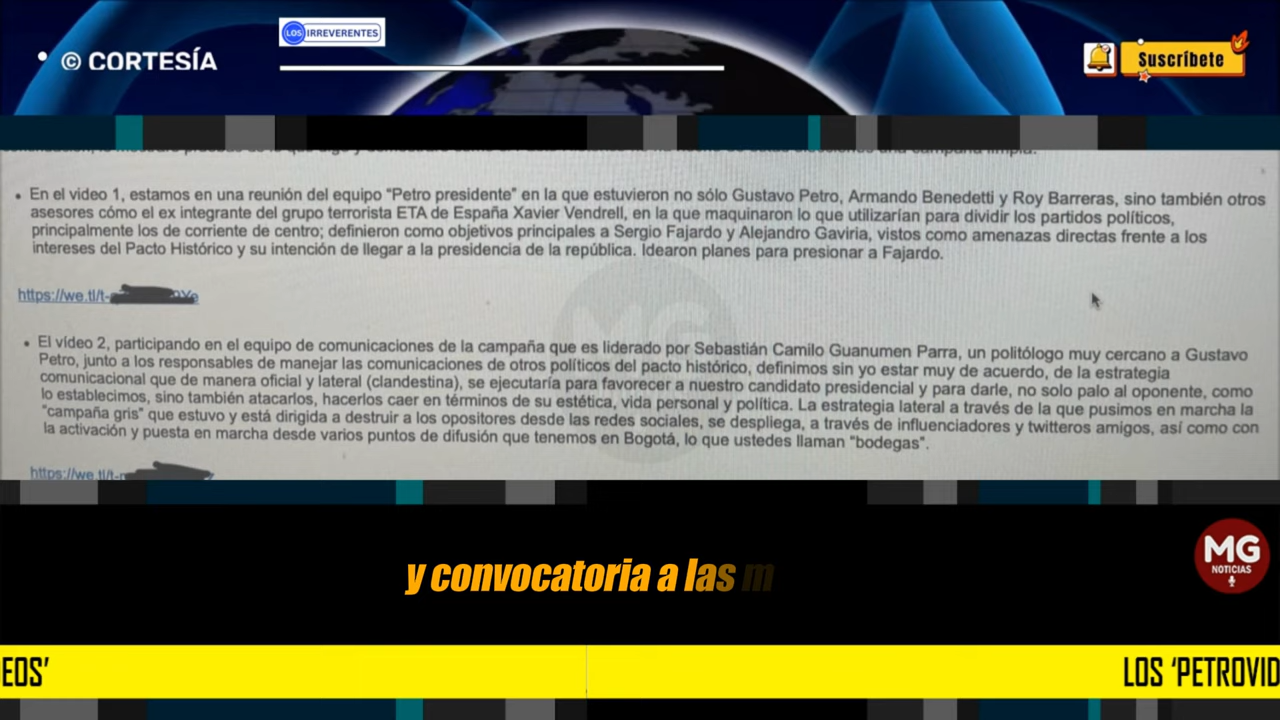 LOS IRREVERENTES
© CORTESÍA
Suscríbete
• En el video 1, estamos en una reunión del equipo "Petro presidente" en la que estuvieron no sólo Gustavo Petro, Armando Benedetti y Roy Barreras, sino también otros
asesores cómo el ex integrante del grupo terrorista ETA de España Xavier Vendrell, en la que maquinaron lo que utilizarían para dividir los partidos políticos,
principalmente los de corriente de centro; definieron como objetivos principales a Sergio Fajardo y Alejandro Gaviria, vistos como amenazas directas frente a los
intereses del Pacto Histórico y su intención de llegar a la presidencia de la república. Idearon planes para presionar a Fajardo.
https://we.tl/t-
• El vídeo 2, participando en el equipo de comunicaciones de la campaña que es liderado por Sebastián Camilo Guanumen Parra, un politólogo muy cercano a Gustavo
Petro, junto a los responsables de manejar las comunicaciones de otros políticos del pacto histórico, definimos sin yo estar muy de acuerdo, de la estrategia
comunicacional que de manera oficial y lateral (clandestina), se ejecutaría para favorecer a nuestro candidato presidencial y para darle, no solo palo al oponente, como
lo establecimos, sino también atacarlos, hacerlos caer en términos de su estética, vida personal y política. La estrategia lateral a través de la que pusimos en marcha la
"campaña gris" que estuvo y está dirigida a destruir a los opositores desde las redes sociales, se despliega, a través de influenciadores y twitteros amigos, así como con
la activación y puesta en marcha desde varios puntos de difusión que tenemos en Bogotá, lo que ustedes llaman "bodegas".
https://we.tl/t-
MG
y convocatoria a las m
MG
NOTICIAS
EOS' LOS 'PETROVID